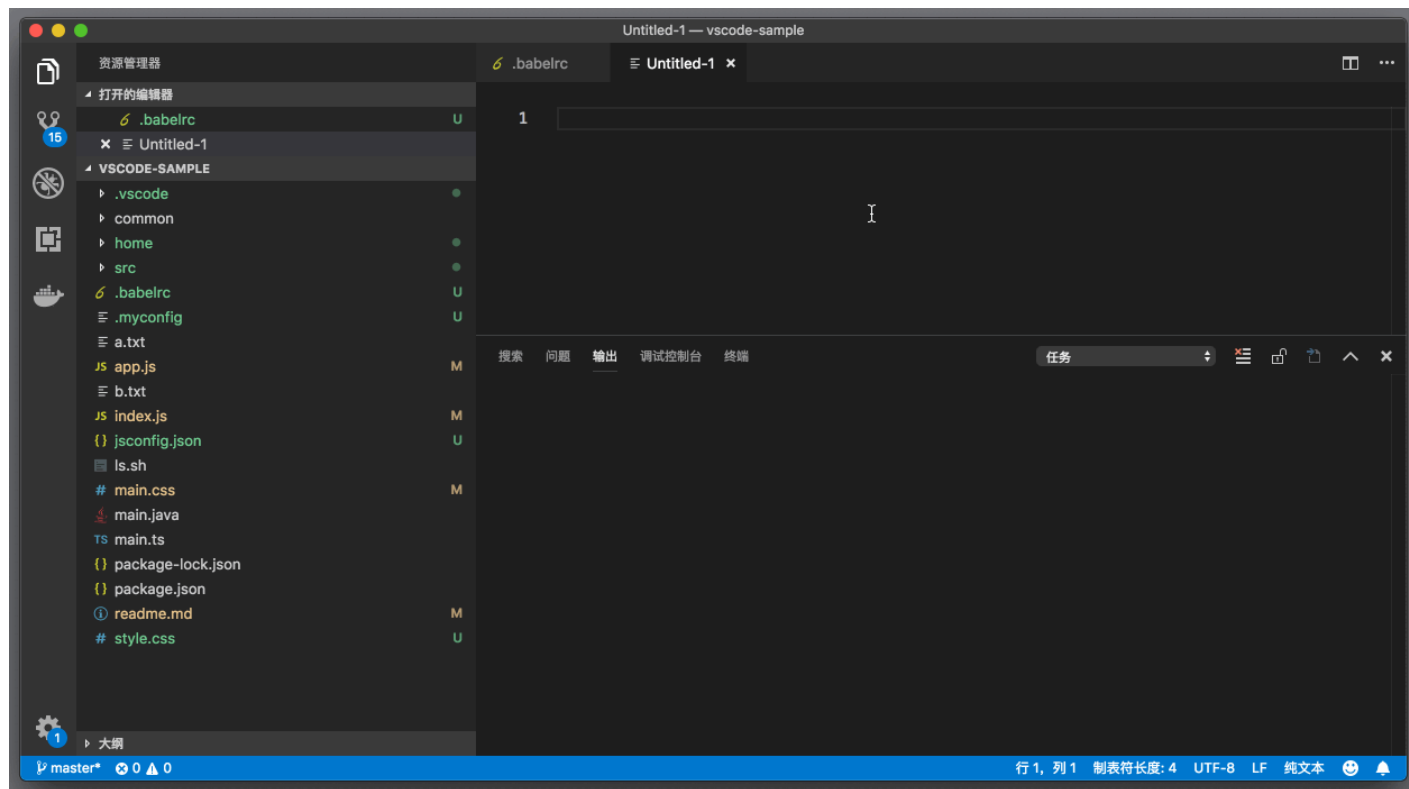 Untitled-1 — vscode-sample
资源管理器
打开的编辑器
.babelrc U
Untitled-1
VSCODE-SAMPLE
.vscode
common
home
src
.babelrc U
.myconfig U
a.txt
JS app.js M
b.txt
JS index.js M
{} jsconfig.json U
ls.sh
# main.css M
main.java
TS main.ts
{} package-lock.json
{} package.json
readme.md M
# style.css U
大纲
15
1
.babelrc
Untitled-1
1
搜索 问题 输出 调试控制台 终端
任务
master* 0 0
行 1，列 1 制表符长度: 4 UTF-8 LF 纯文本